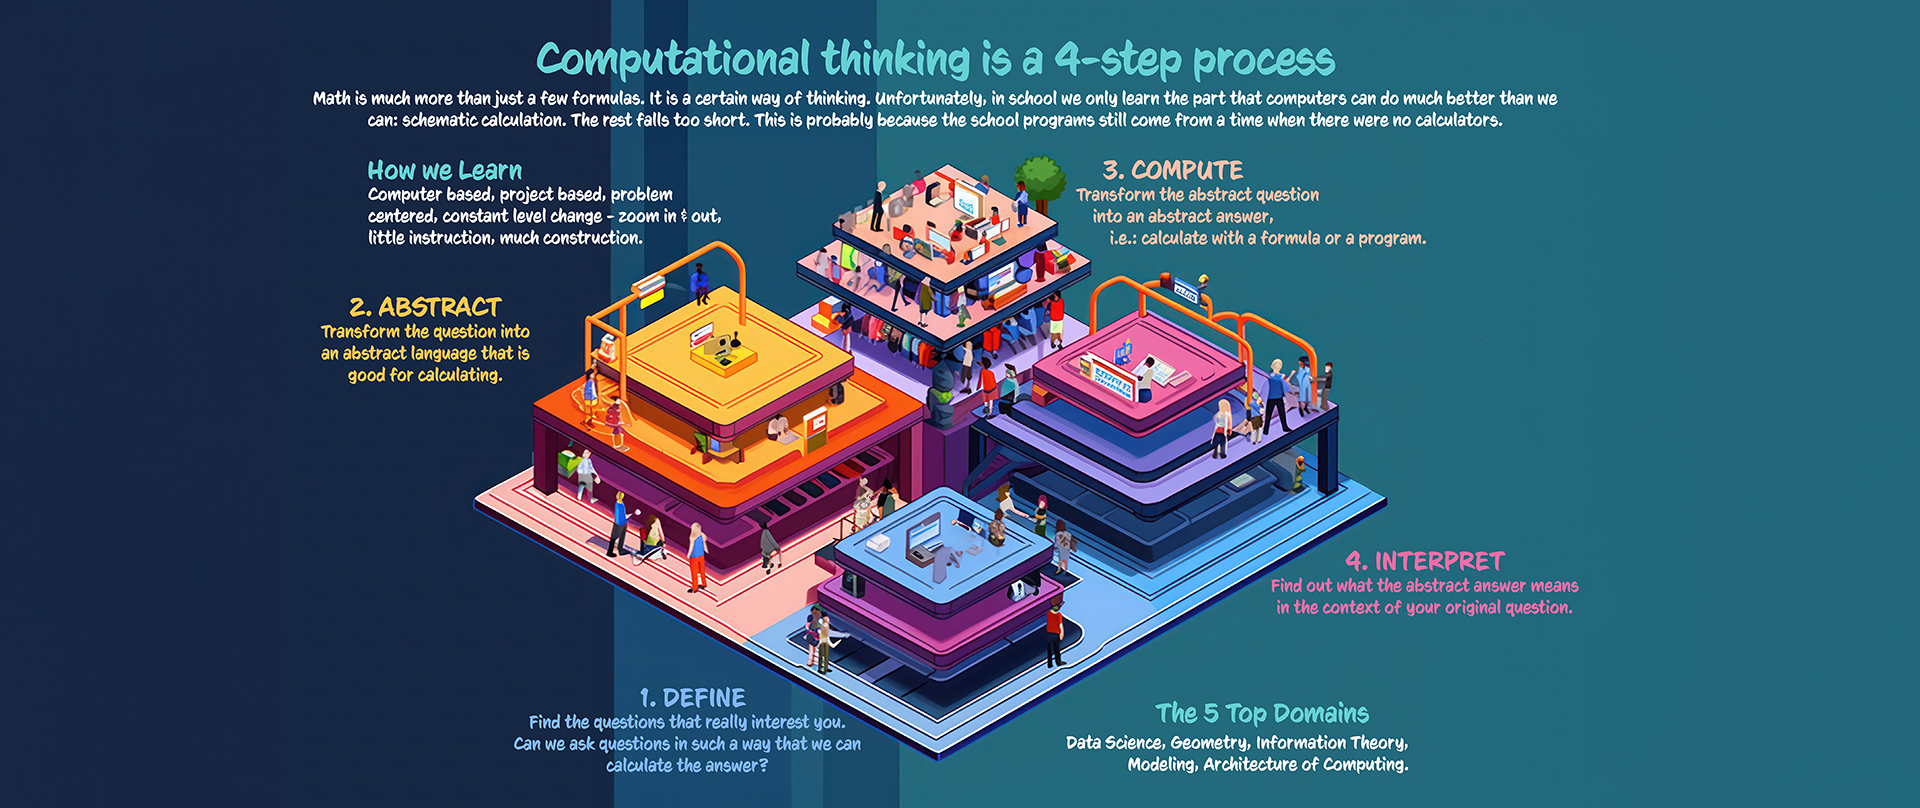 Computational thinking is a 4-step process
Math is much more than just a few formulas. It is a certain way of thinking. Unfortunately, in school we only learn the part that computers can do much better than we
can: schematic calculation. The rest falls too short. This is probably because the school programs still come from a time when there were no calculators.
How we Learn
Computer based, project based, problem
centered, constant level change - zoom in & out,
little instruction, much construction.
3. COMPUTE
Transform the abstract question
into an abstract answer,
i.e.: calculate with a formula or a program.
2. ABSTRACT
Transform the question into
an abstract language that is
good for calculating.
4. INTERPRET
Find out what the abstract answer means
in the context of your original question.
1. DEFINE
Find the questions that really interest you.
Can we ask questions in such a way that we can
calculate the answer?
The 5 Top Domains
Data Science, Geometry, Information Theory,
Modeling, Architecture of Computing.